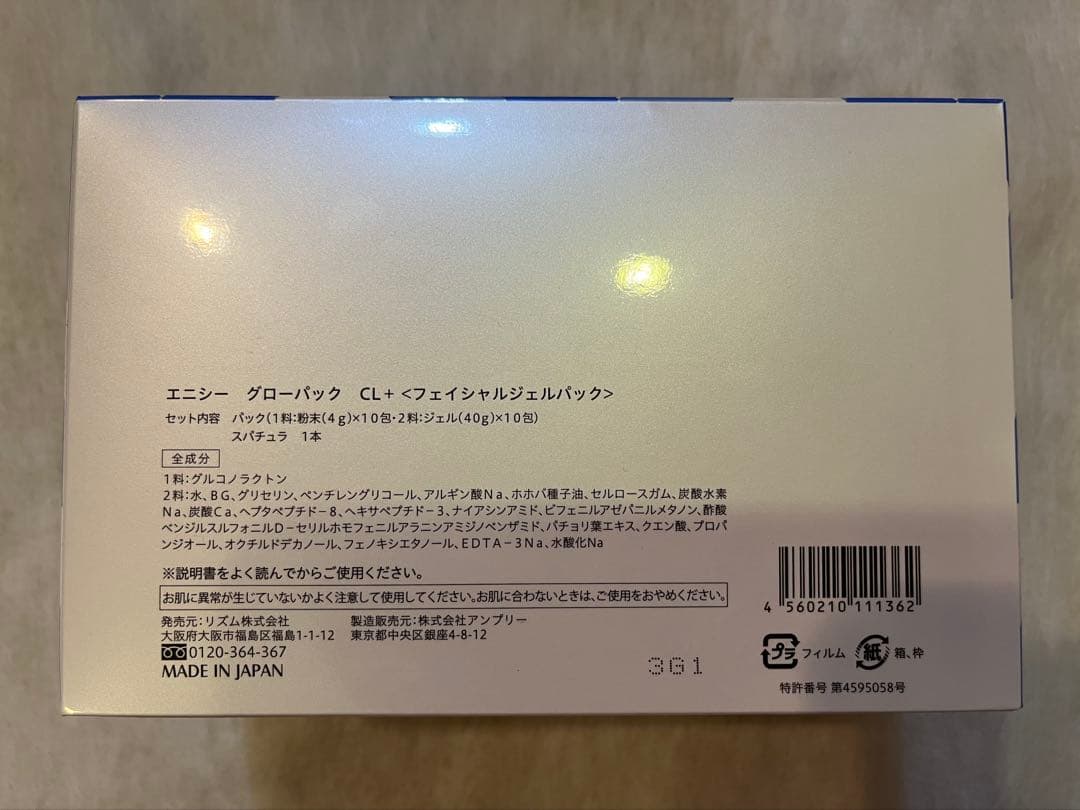 エニシー　グローパック　CL＋<フェイシャルジェルパック>
セット内容　パック(1料:粉末(4g)×10包・2料:ジェル(40g)×10包)
スパチュラ　1本
全成分
1料:グルコノラクトン
2料:水、BG、グリセリン、ペンチレングリコール、アルギン酸Na、ホホバ種子油、セルロースガム、炭酸水素
Na、炭酸Ca、ヘプタペプチド－8、ヘキサペプチド－3、ナイアシンアミド、ビフェニルアゼパニルメタノン、酢酸
ベンジルスルフォニルD－セリルホモフェニルアラニンアミジノベンザミド、パチョリ葉エキス、クエン酸、プロパ
ンジオール、オクチルドデカノール、フェノキシエタノール、EDTA－3Na、水酸化Na
※説明書をよく読んでからご使用ください。
お肌に異常が生じていないかよく注意して使用してください。お肌に合わないときは、ご使用をおやめください。
発売元:リズム株式会社　製造販売元:株式会社アンプリー
大阪府大阪市福島区福島1-1-12　東京都中央区銀座4-8-12
0120-364-367
MADE IN JAPAN
3G1
4 560210 111362
プラ フィルム 紙 箱、枠
特許番号 第4595058号